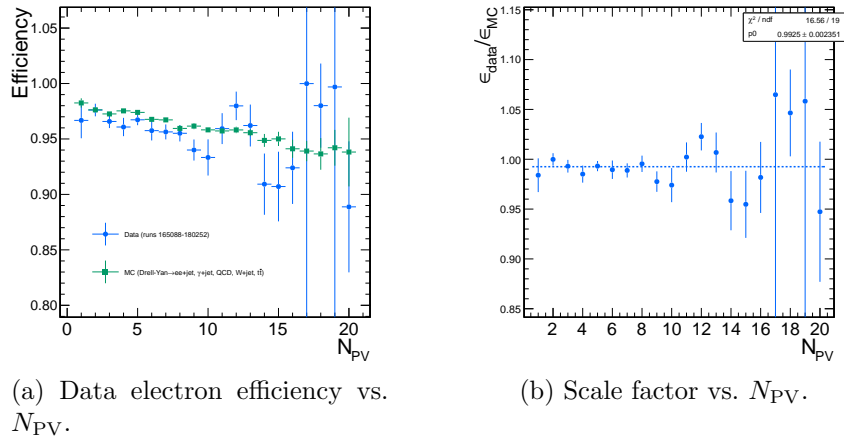 Efficiency
1.00
0.95
0.90
0.85
0.80
0 5 10 15 20
N_PV
Data (runs 165088-180252)
MC (Drell-Yan→ee+jet, γ+jet, QCD, W+jet, tt̄)
(a) Data electron efficiency vs.
N_PV.
ϵ_data/ϵ_MC
χ² / ndf 16.56 / 19
p0 0.9925 ± 0.002351
1.15
1.10
1.05
1.00
0.95
0.90
0.85
2 4 6 8 10 12 14 16 18 20
N_PV
(b) Scale factor vs. N_PV.